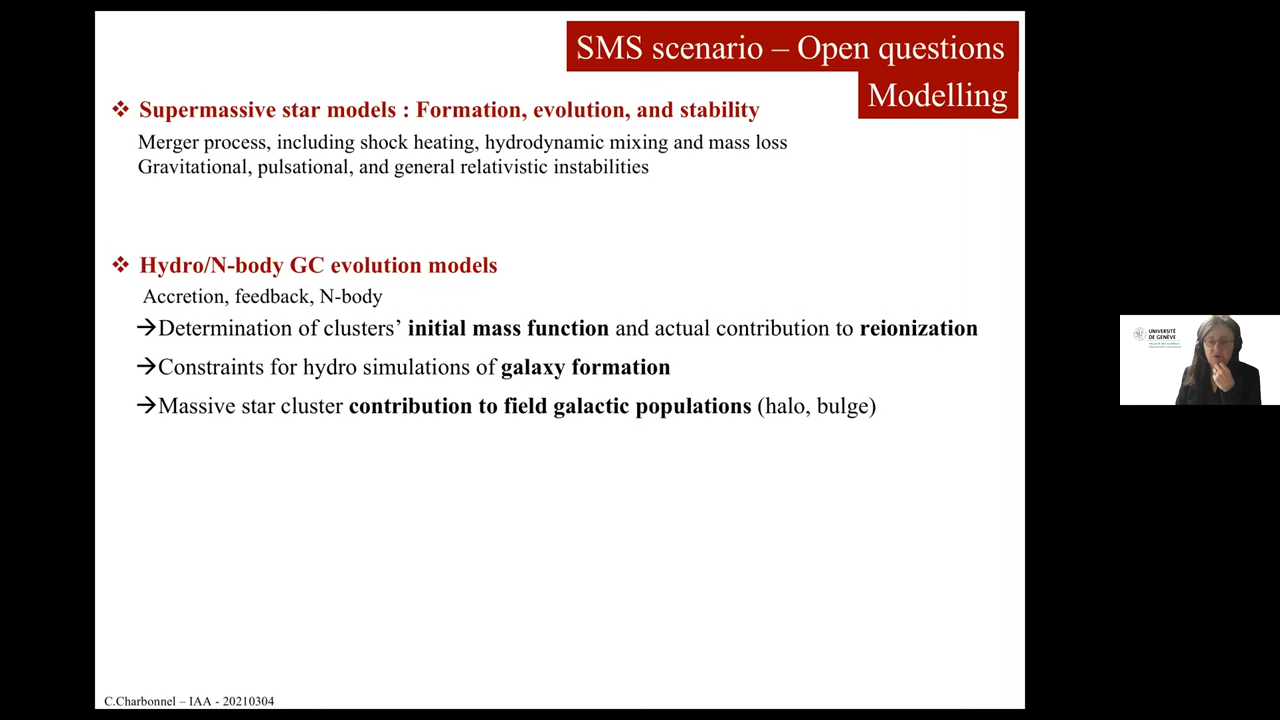 SMS scenario – Open questions
Modelling
❖ Supermassive star models : Formation, evolution, and stability
Merger process, including shock heating, hydrodynamic mixing and mass loss
Gravitational, pulsational, and general relativistic instabilities
❖ Hydro/N-body GC evolution models
Accretion, feedback, N-body
→Determination of clusters’ initial mass function and actual contribution to reionization
→Constraints for hydro simulations of galaxy formation
→Massive star cluster contribution to field galactic populations (halo, bulge)
C.Charbonnel – IAA - 20210304
UNIVERSITÉ
DE GENÈVE